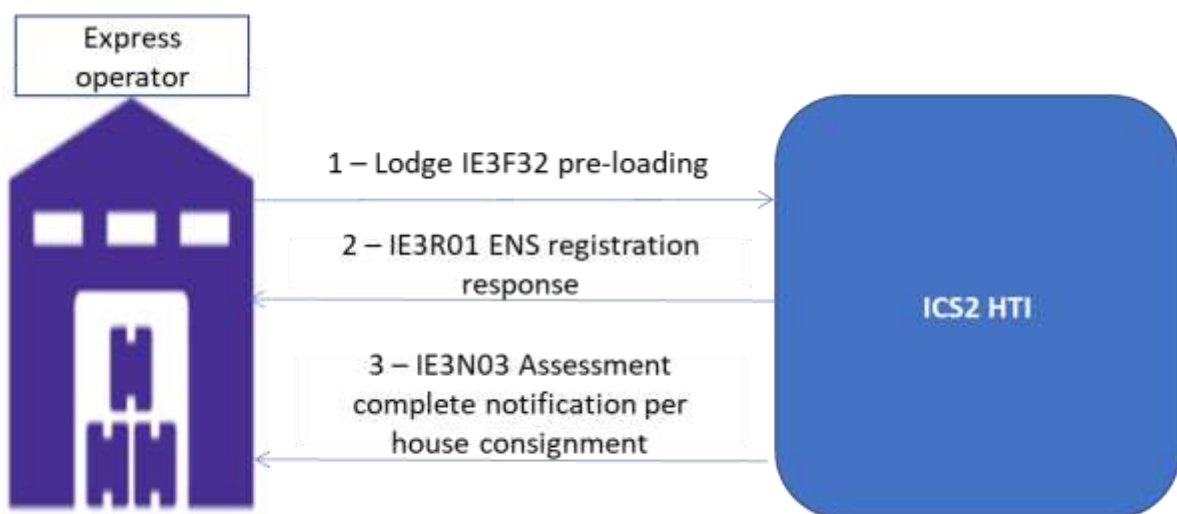 Express
operator
1 – Lodge IE3F32 pre-loading
2 – IE3R01 ENS registration
response
ICS2 HTI
3 – IE3N03 Assessment
complete notification per
house consignment